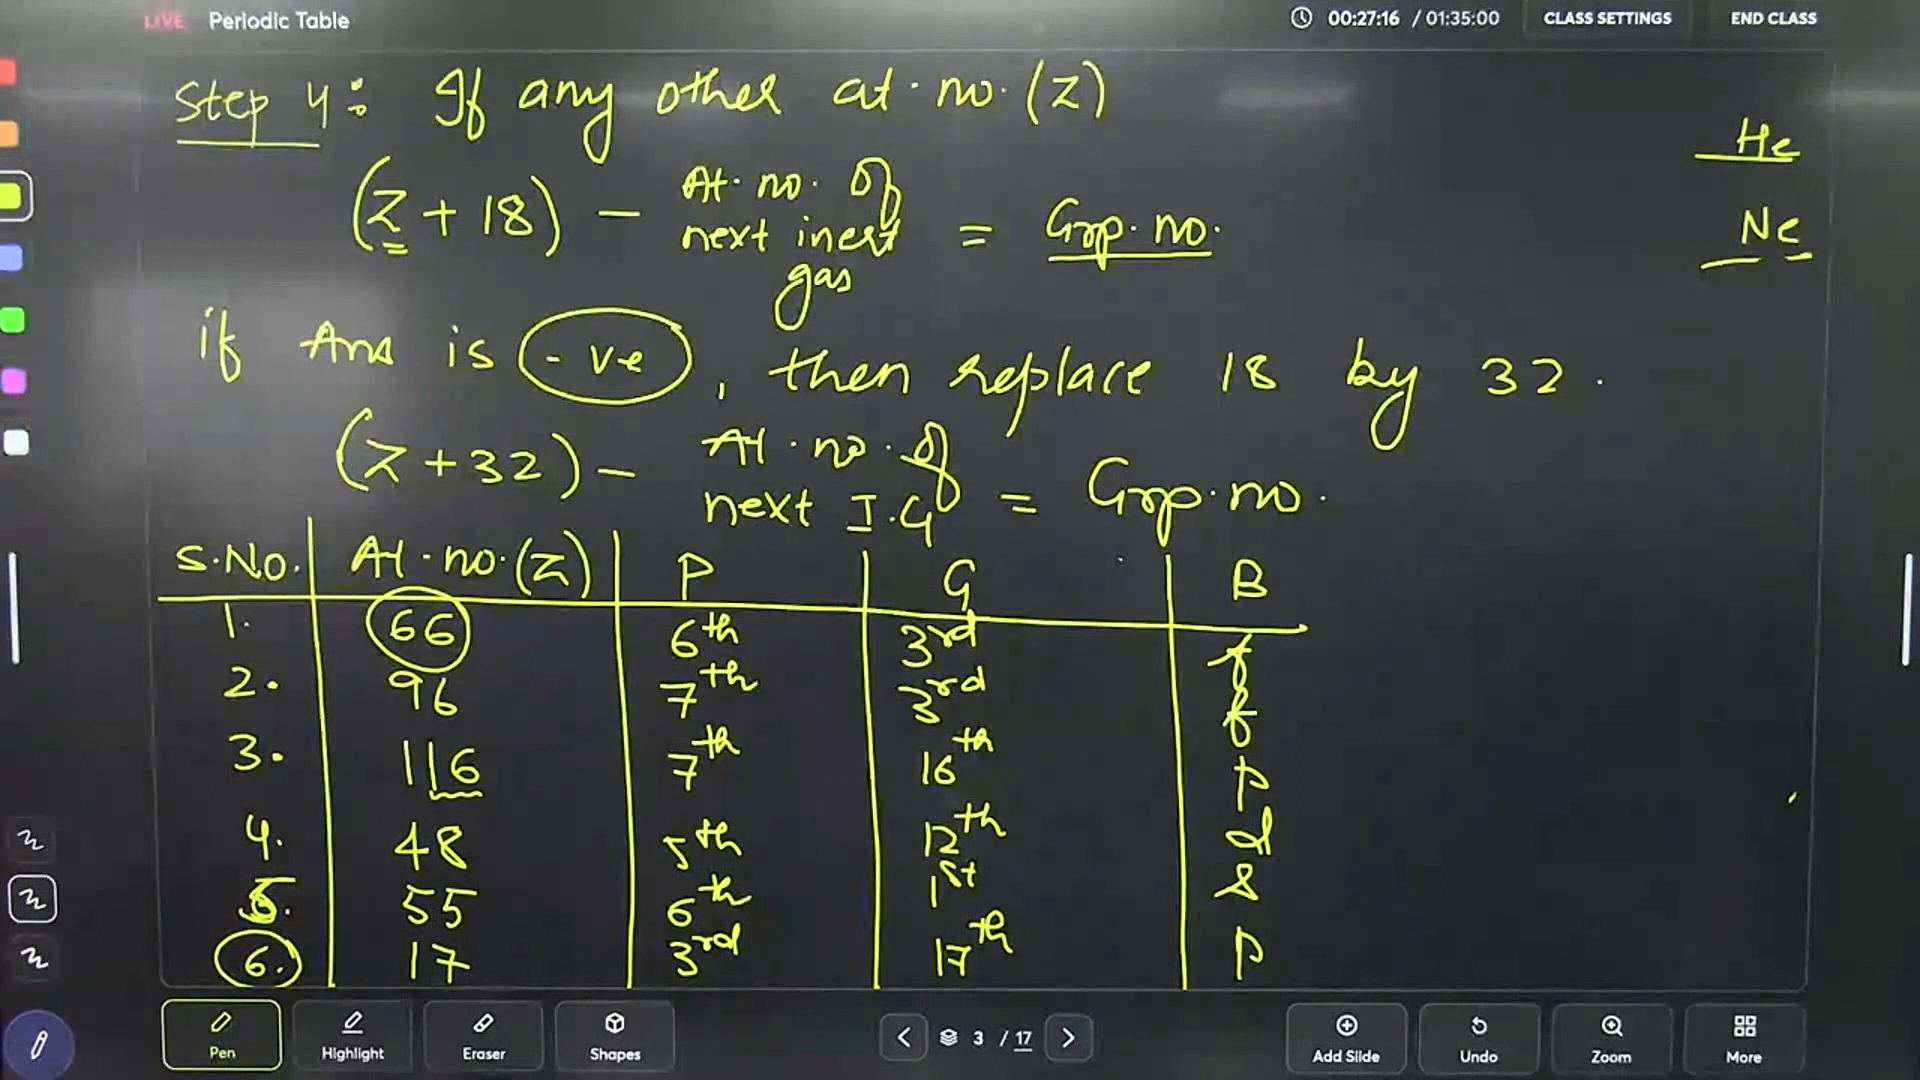 LIVE Periodic Table
00:27:16 / 01:35:00 CLASS SETTINGS END CLASS
Step 4: If any other at. no. (Z)
He
Ne
(Z + 18) - At. no. of next inert gas = Grp. no.
if Ans is -ve, then replace 18 by 32.
(Z + 32) - At. no. of next I.G = Grp. no.
S.No. At. no. (Z) P G B
1. 66 6th 3rd f
2. 96 7th 3rd f
3. 116 7th 16th P
4. 48 5th 12th d
5. 55 6th 1st s
6. 17 3rd 17th P
Pen Highlight Eraser Shapes 3 / 17 Add Slide Undo Zoom More